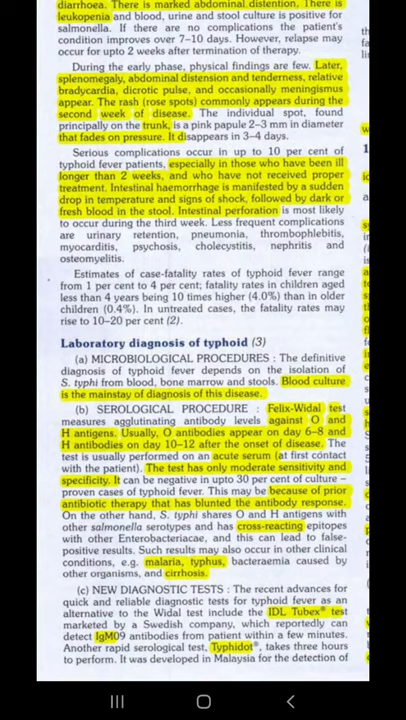 diarrhoea. There is marked abdominal distention. There is
leukopenia and blood, urine and stool culture is positive for
salmonella. If there are no complications the patient's
condition improves over 7-10 days. However, relapse may
occur for upto 2 weeks after termination of therapy.
During the early phase, physical findings are few. Later,
splenomegaly, abdominal distension and tenderness, relative
bradycardia, dicrotic pulse, and occasionally meningismus
appear. The rash (rose spots) commonly appears during the
second week of disease. The individual spot, found
principally on the trunk, is a pink papule 2-3 mm in diameter
that fades on pressure. It disappears in 3-4 days.
Serious complications occur in up to 10 per cent of
typhoid fever patients, especially in those who have been ill
longer than 2 weeks, and who have not received proper
treatment. Intestinal haemorrhage is manifested by a sudden
drop in temperature and signs of shock, followed by dark or
fresh blood in the stool. Intestinal perforation is most likely
to occur during the third week. Less frequent complications
are urinary retention, pneumonia, thrombophlebitis,
myocarditis, psychosis, cholecystitis, nephritis and
osteomyelitis.
Estimates of case-fatality rates of typhoid fever range
from 1 per cent to 4 per cent; fatality rates in children aged
less than 4 years being 10 times higher (4.0%) than in older
children (0.4%). In untreated cases, the fatality rates may
rise to 10-20 per cent (2).
Laboratory diagnosis of typhoid (3)
(a) MICROBIOLOGICAL PROCEDURES : The definitive
diagnosis of typhoid fever depends on the isolation of
S. typhi from blood, bone marrow and stools. Blood culture
is the mainstay of diagnosis of this disease.
(b) SEROLOGICAL PROCEDURE : Felix-Widal test
measures agglutinating antibody levels against O and
H antigens. Usually, O antibodies appear on day 6-8 and
H antibodies on day 10-12 after the onset of disease. The
test is usually performed on an acute serum (at first contact
with the patient). The test has only moderate sensitivity and
specificity. It can be negative in upto 30 per cent of culture –
proven cases of typhoid fever. This may be because of prior
antibiotic therapy that has blunted the antibody response.
On the other hand, S. typhi shares O and H antigens with
other salmonella serotypes and has cross-reacting epitopes
with other Enterobacteriaceae, and this can lead to false-
positive results. Such results may also occur in other clinical
conditions, e.g. malaria, typhus, bacteraemia caused by
other organisms, and cirrhosis.
(c) NEW DIAGNOSTIC TESTS : The recent advances for
quick and reliable diagnostic tests for typhoid fever as an
alternative to the Widal test include the IDL Tubex® test
marketed by a Swedish company, which reportedly can
detect IgM09 antibodies from patient within a few minutes.
Another rapid serological test, Typhidot®, takes three hours
to perform. It was developed in Malaysia for the detection of